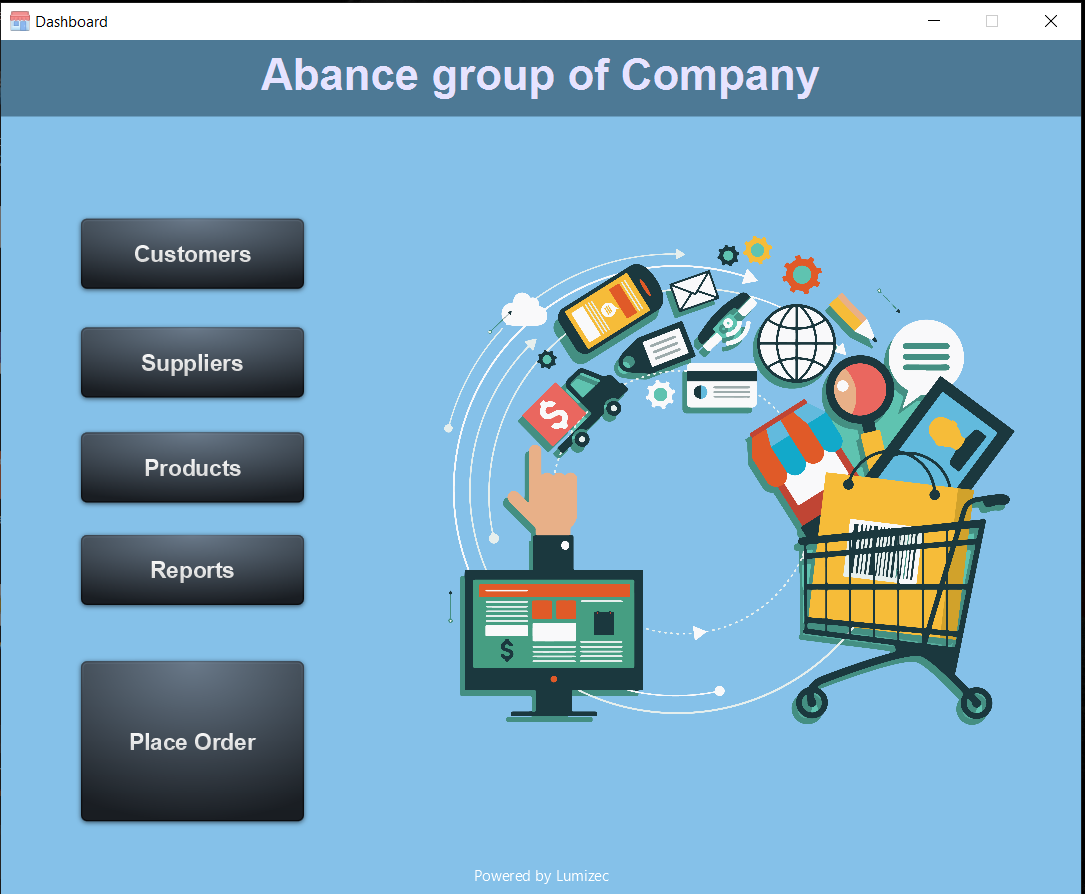 Dashboard
Abance group of Company
Customers
Suppliers
Products
Reports
Place Order
$
$
Powered by Lumizec